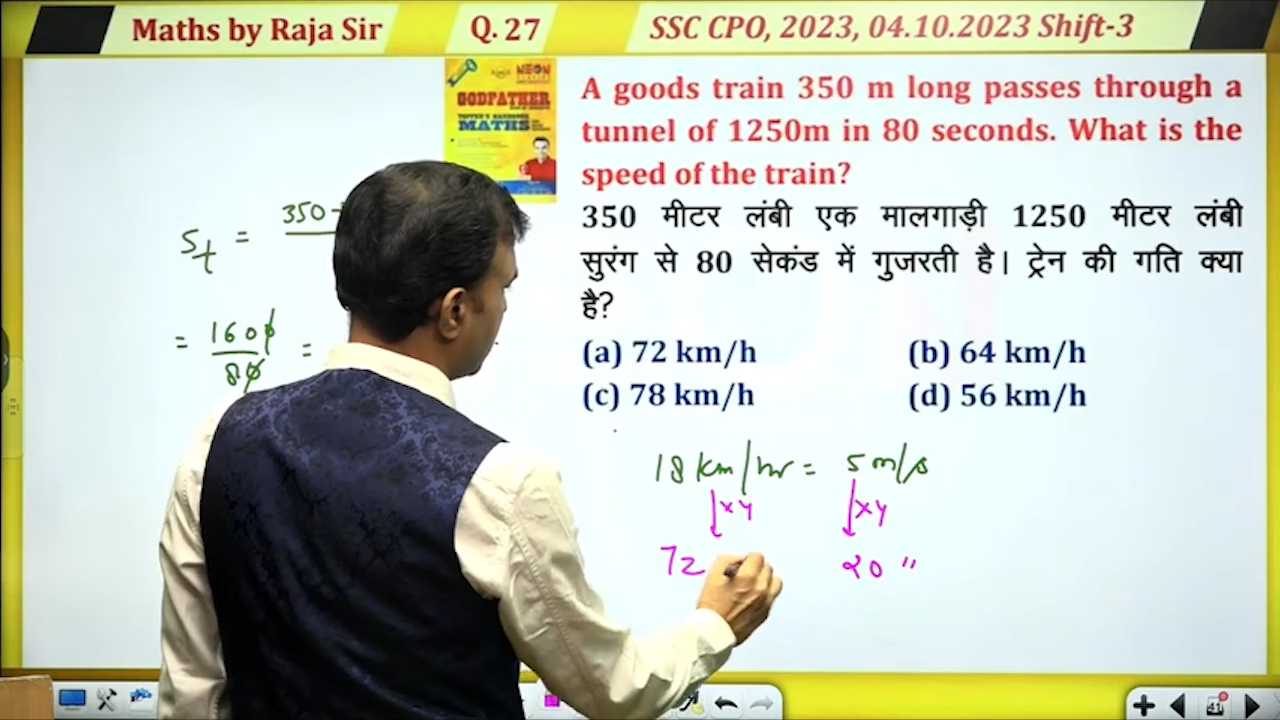 Maths by Raja Sir
Q. 27
SSC CPO, 2023, 04.10.2023 Shift-3
NEON
GODFATHER
MATHS
A goods train 350 m long passes through a
tunnel of 1250m in 80 seconds. What is the
speed of the train?
350 मीटर लंबी एक मालगाड़ी 1250 मीटर लंबी
सुरंग से 80 सेकंड में गुजरती है। ट्रेन की गति क्या
है?
(a) 72 km/h (b) 64 km/h
(c) 78 km/h (d) 56 km/h
St = 350
= 1600/80 =
18 km/hr = 5 m/s
×4 ×4
72 20 "
41